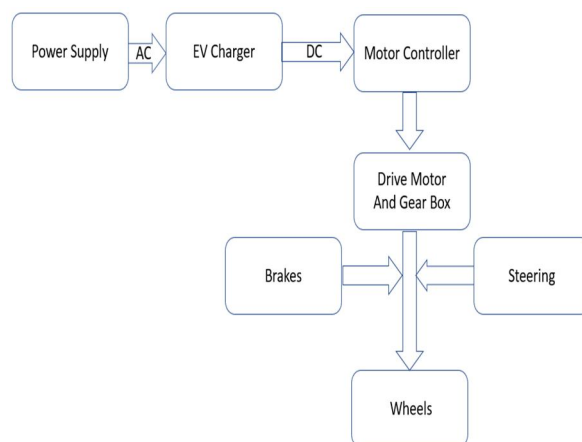 Power Supply
AC
EV Charger
DC
Motor Controller
Drive Motor
And Gear Box
Brakes
Steering
Wheels